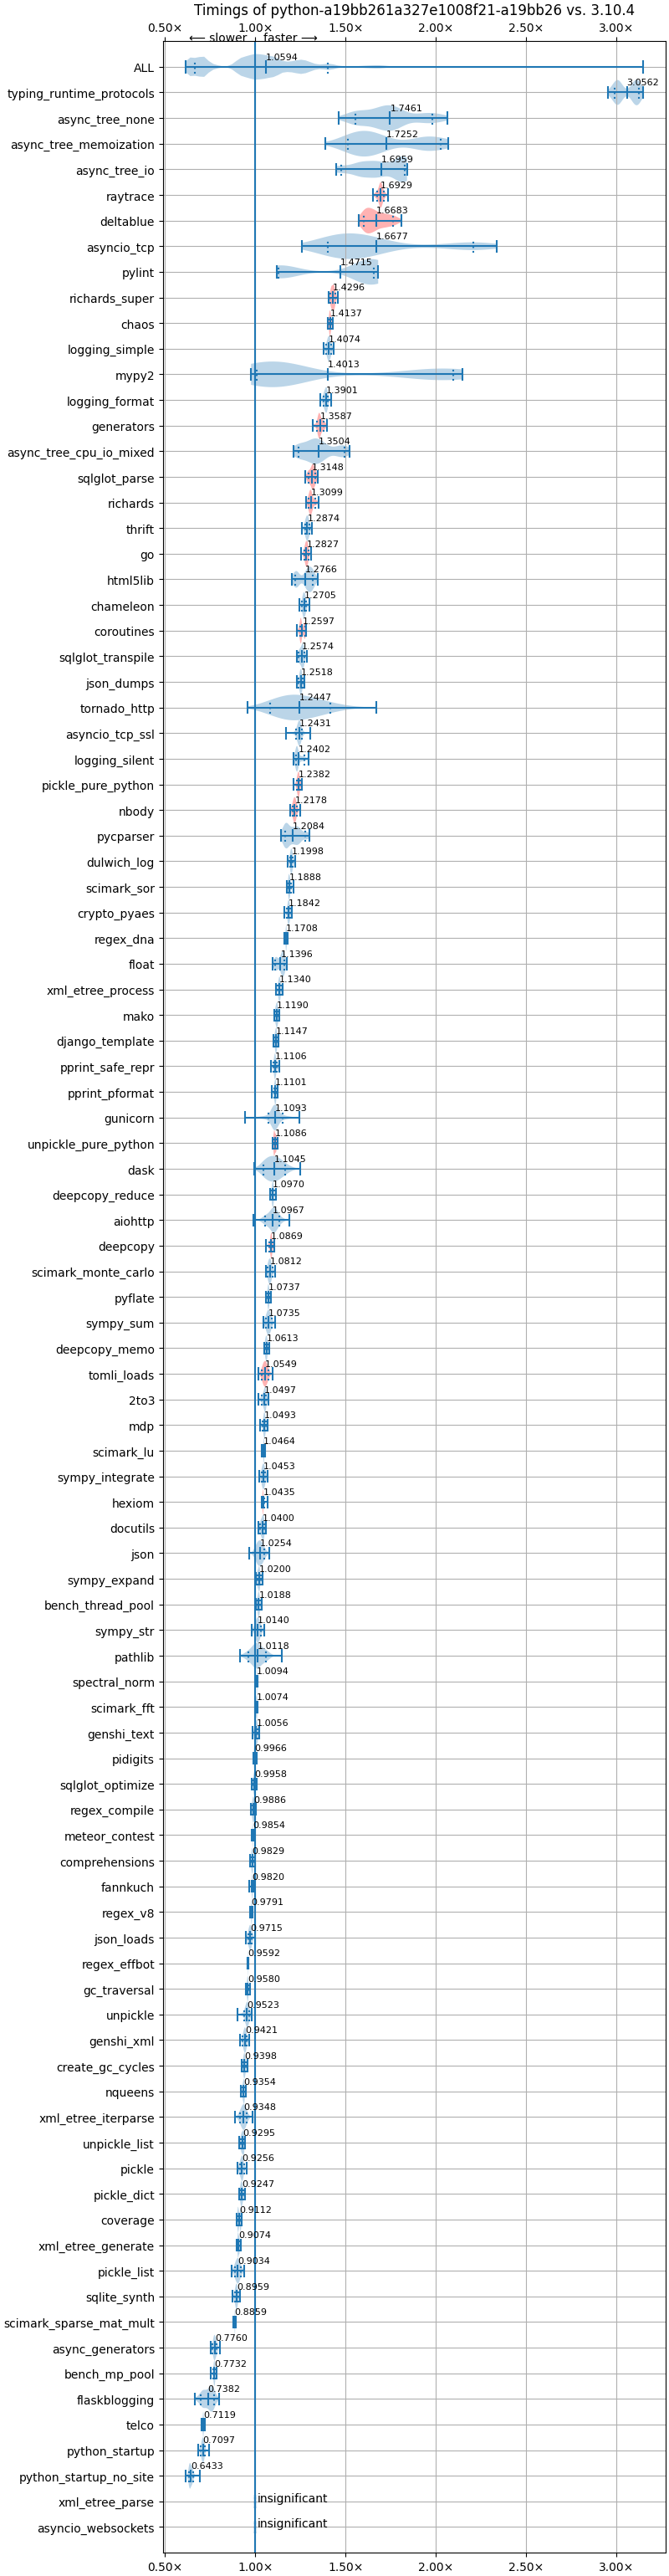 Timings of python-a19bb261a327e1008f21-a19bb26 vs. 3.10.4
0.50× 1.00× 1.50× 2.00× 2.50× 3.00×
⟵ slower faster ⟶
ALL 1.0594
typing_runtime_protocols 3.0562
async_tree_none 1.7461
async_tree_memoization 1.7252
async_tree_io 1.6959
raytrace 1.6929
deltablue 1.6683
asyncio_tcp 1.6677
pylint 1.4715
richards_super 1.4296
chaos 1.4137
logging_simple 1.4074
mypy2 1.4013
logging_format 1.3901
generators 1.3587
async_tree_cpu_io_mixed 1.3504
sqlglot_parse 1.3148
richards 1.3099
thrift 1.2874
go 1.2827
html5lib 1.2766
chameleon 1.2705
coroutines 1.2597
sqlglot_transpile 1.2574
json_dumps 1.2518
tornado_http 1.2447
asyncio_tcp_ssl 1.2431
logging_silent 1.2402
pickle_pure_python 1.2382
nbody 1.2178
pycparser 1.2084
dulwich_log 1.1998
scimark_sor 1.1888
crypto_pyaes 1.1842
regex_dna 1.1708
float 1.1396
xml_etree_process 1.1340
mako 1.1190
django_template 1.1147
pprint_safe_repr 1.1106
pprint_pformat 1.1101
gunicorn 1.1093
unpickle_pure_python 1.1086
dask 1.1045
deepcopy_reduce 1.0970
aiohttp 1.0967
deepcopy 1.0869
scimark_monte_carlo 1.0812
pyflate 1.0737
sympy_sum 1.0735
deepcopy_memo 1.0613
tomli_loads 1.0549
2to3 1.0497
mdp 1.0493
scimark_lu 1.0464
sympy_integrate 1.0453
hexiom 1.0435
docutils 1.0400
json 1.0254
sympy_expand 1.0200
bench_thread_pool 1.0188
sympy_str 1.0140
pathlib 1.0118
spectral_norm 1.0094
scimark_fft 1.0074
genshi_text 1.0056
pidigits 0.9966
sqlglot_optimize 0.9958
regex_compile 0.9886
meteor_contest 0.9854
comprehensions 0.9829
fannkuch 0.9820
regex_v8 0.9791
json_loads 0.9715
regex_effbot 0.9592
gc_traversal 0.9580
unpickle 0.9523
genshi_xml 0.9421
create_gc_cycles 0.9398
nqueens 0.9354
xml_etree_iterparse 0.9348
unpickle_list 0.9295
pickle 0.9256
pickle_dict 0.9247
coverage 0.9112
xml_etree_generate 0.9074
pickle_list 0.9034
sqlite_synth 0.8959
scimark_sparse_mat_mult 0.8859
async_generators 0.7760
bench_mp_pool 0.7732
flaskblogging 0.7382
telco 0.7119
python_startup 0.7097
python_startup_no_site 0.6433
xml_etree_parse insignificant
asyncio_websockets insignificant
0.50× 1.00× 1.50× 2.00× 2.50× 3.00×